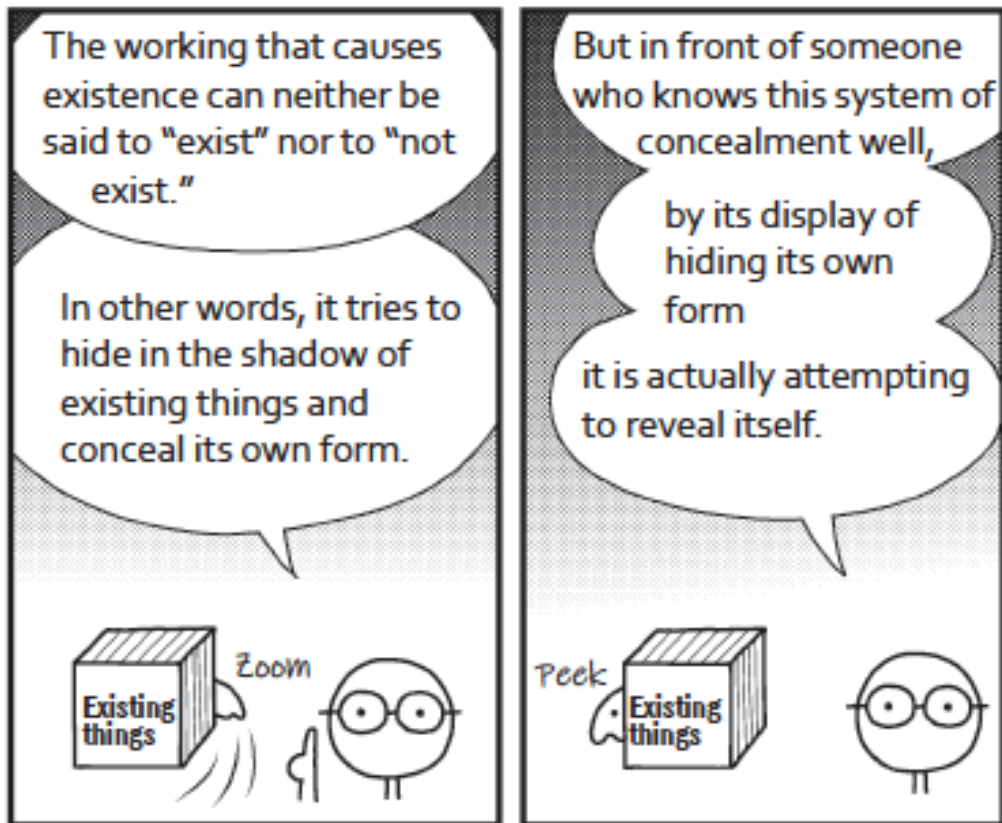 The working that causes
existence can neither be
said to “exist” nor to “not
exist.”
In other words, it tries to
hide in the shadow of
existing things and
conceal its own form.
Zoom
Existing
things
But in front of someone
who knows this system of
concealment well,
by its display of
hiding its own
form
it is actually attempting
to reveal itself.
Peek
Existing
things